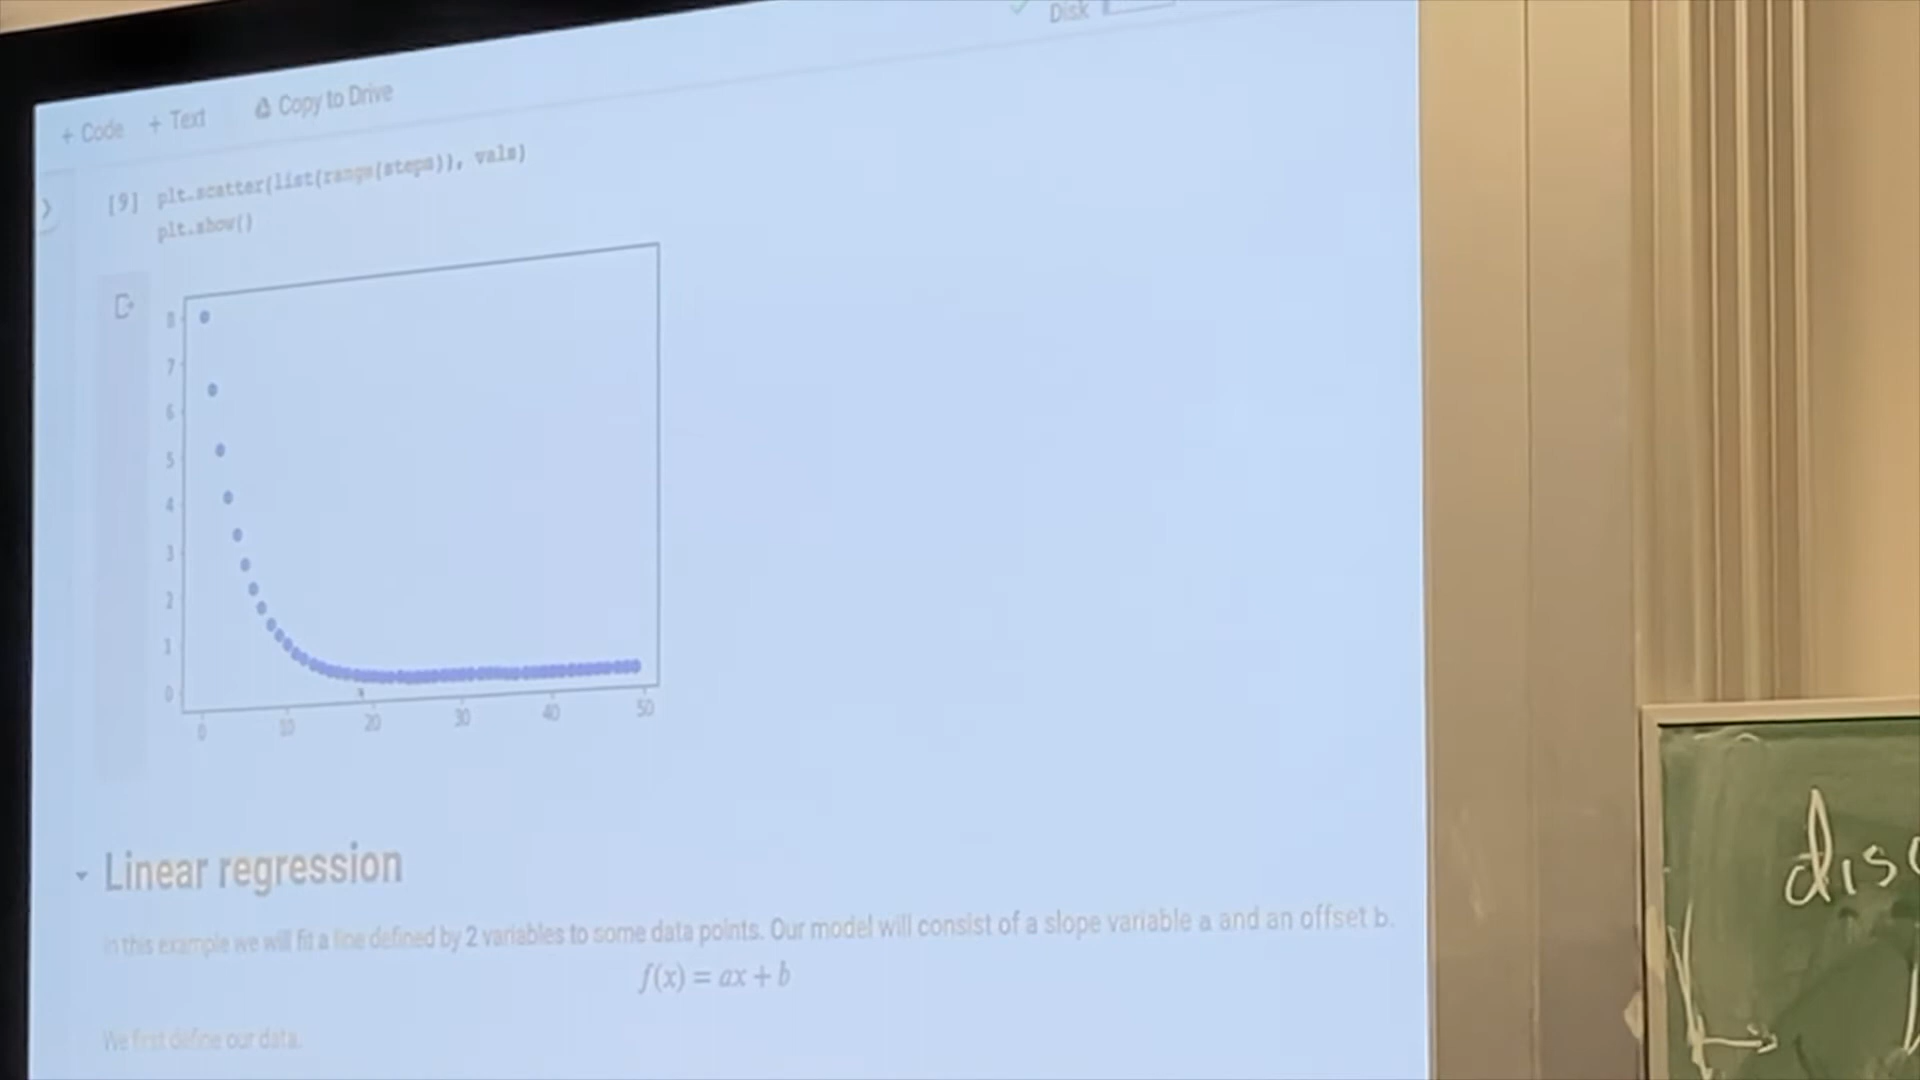 Disk
+ Code + Text Copy to Drive
[9] plt.scatter(list(range(steps)), vals)
plt.show()
8
7
6
5
4
3
2
1
0
0 10 20 30 40 50
Linear regression
In this example we will fit a line defined by 2 variables to some data points. Our model will consist of a slope variable a and an offset b.
f(x) = ax + b
We first define our data.